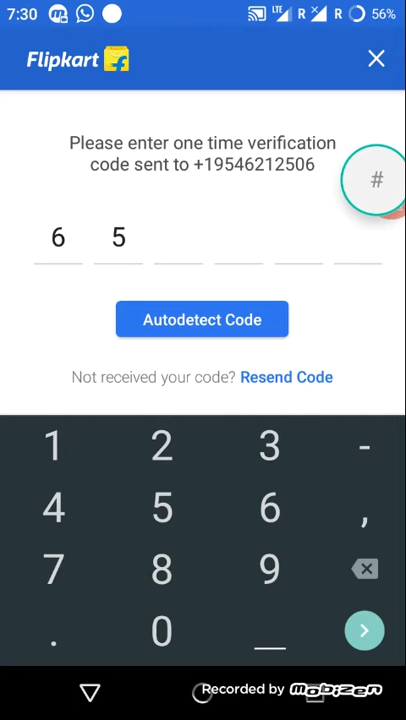 7:30 LTE R R 56%
Flipkart
Please enter one time verification
code sent to +19546212506
#
6 5
Autodetect Code
Not received your code? Resend Code
1 2 3 -
4 5 6 ,
7 8 9
. 0 _
Recorded by mobizen